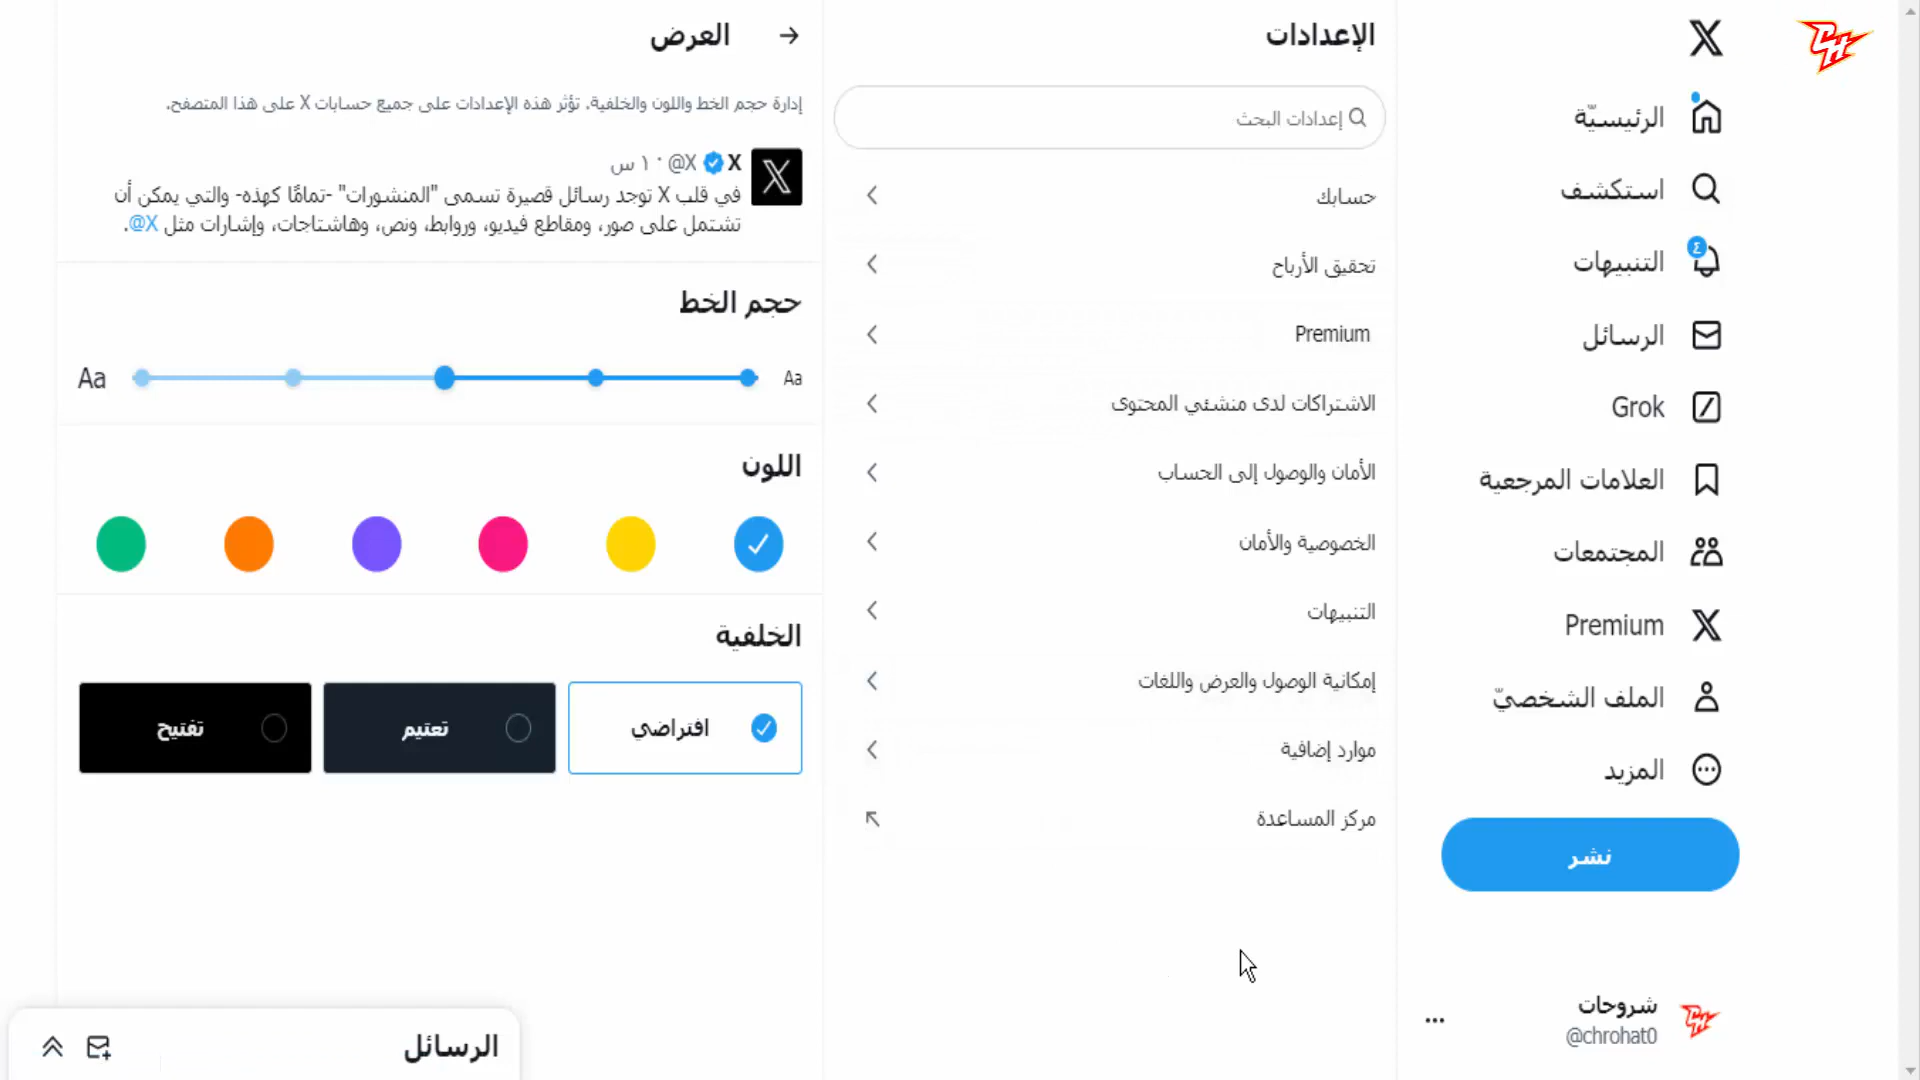 الرئيسيّة
استكشف
٤
التنبيهات
الرسائل
Grok
العلامات المرجعية
المجتمعات
Premium
الملف الشخصيّ
المزيد
نشر
شروحات
@chrohat0
الإعدادات
إعدادات البحث
حسابك
تحقيق الأرباح
Premium
الاشتراكات لدى منشئي المحتوى
الأمان والوصول إلى الحساب
الخصوصية والأمان
التنبيهات
إمكانية الوصول والعرض واللغات
موارد إضافية
مركز المساعدة
العرض
إدارة حجم الخط واللون والخلفية. تؤثر هذه الإعدادات على جميع حسابات X على هذا المتصفح.
X @X · ١ س
في قلب X توجد رسائل قصيرة تسمى "المنشورات" -تمامًا كهذه- والتي يمكن أن
تشتمل على صور، ومقاطع فيديو، وروابط، ونص، وهاشتاجات، وإشارات مثل @X.
حجم الخط
Aa
Aa
اللون
الخلفية
افتراضي
تعتيم
تفتيح
الرسائل
CH